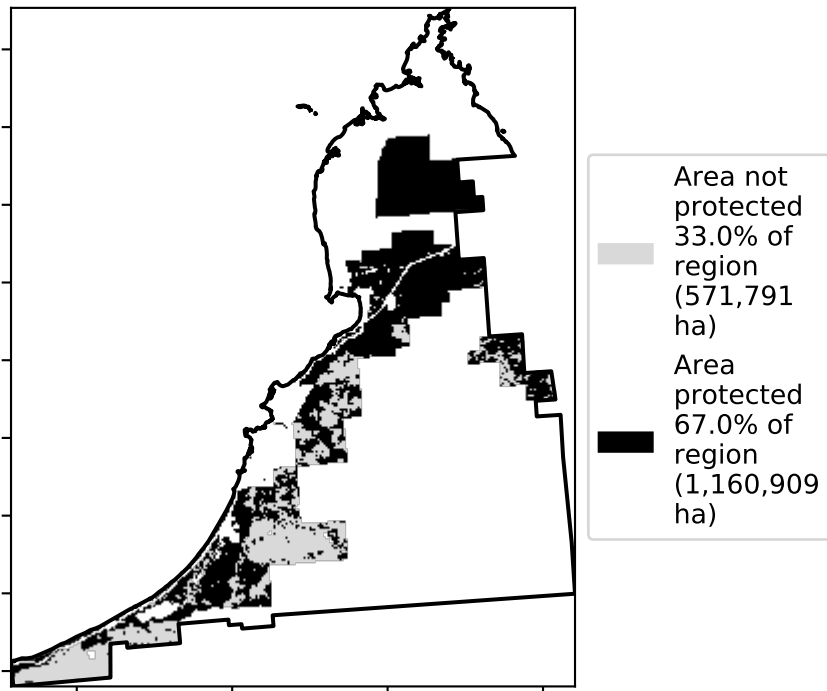 Area not
protected
33.0% of
region
(571,791
ha)
Area
protected
67.0% of
region
(1,160,909
ha)